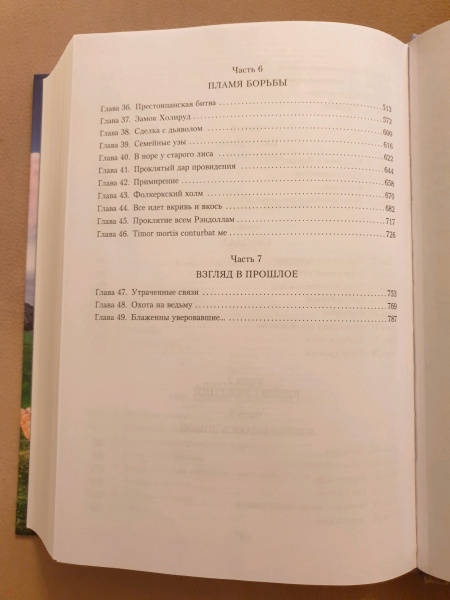 Часть 6
ПЛАМЯ БОРЬБЫ
Глава 36. Престонпанская битва 513
Глава 37. Замок Холируд 572
Глава 38. Сделка с дьяволом 600
Глава 39. Семейные узы 616
Глава 40. В норе у старого лиса 622
Глава 41. Проклятый дар провидения 644
Глава 42. Примирение 658
Глава 43. Фолкеркский холм 670
Глава 44. Все идет вкривь и вкось 682
Глава 45. Проклятие всем Рэндоллам 717
Глава 46. Timor mortis conturbat me 726
Часть 7
ВЗГЛЯД В ПРОШЛОЕ
Глава 47. Утраченные связи 753
Глава 48. Охота на ведьму 769
Глава 49. Блаженны уверовавшие... 787